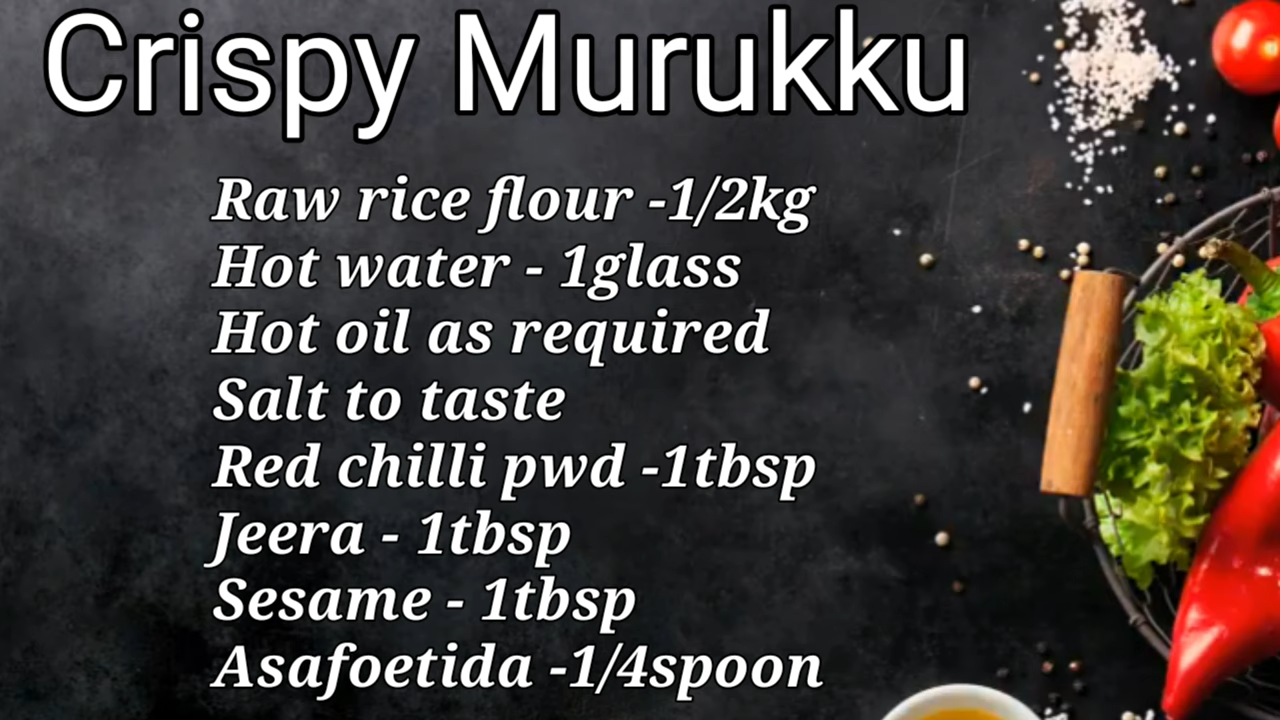 Crispy Murukku
Raw rice flour -1/2kg
Hot water - 1glass
Hot oil as required
Salt to taste
Red chilli pwd -1tbsp
Jeera - 1tbsp
Sesame - 1tbsp
Asafoetida -1/4spoon